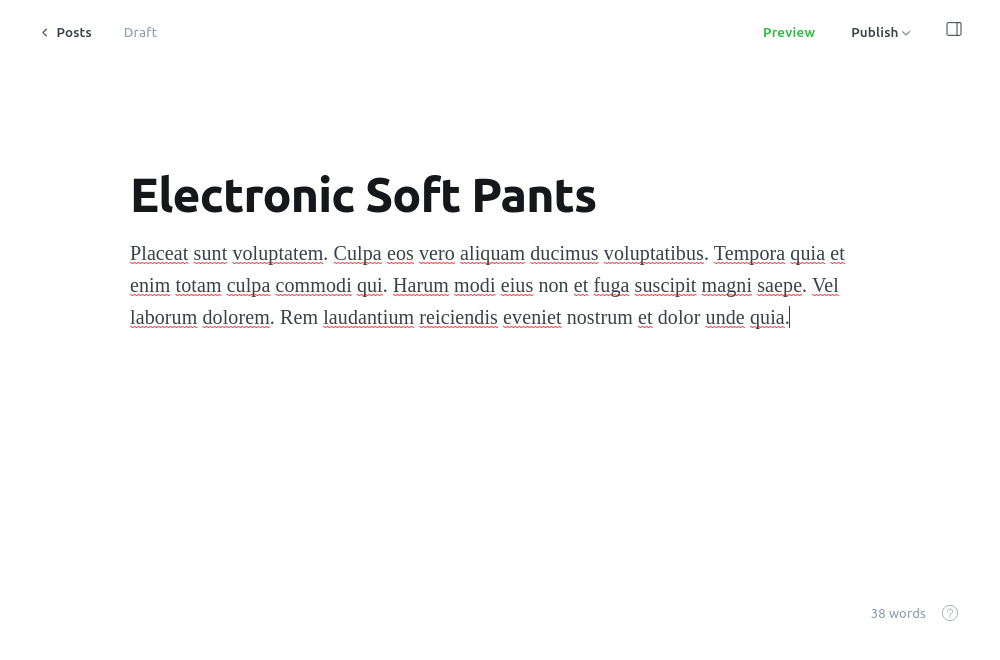 Posts
Draft
Preview
Publish
Electronic Soft Pants
Placeat sunt voluptatem. Culpa eos vero aliquam ducimus voluptatibus. Tempora quia et
enim totam culpa commodi qui. Harum modi eius non et fuga suscipit magni saepe. Vel
laborum dolorem. Rem laudantium reiciendis eveniet nostrum et dolor unde quia.
38 words
?